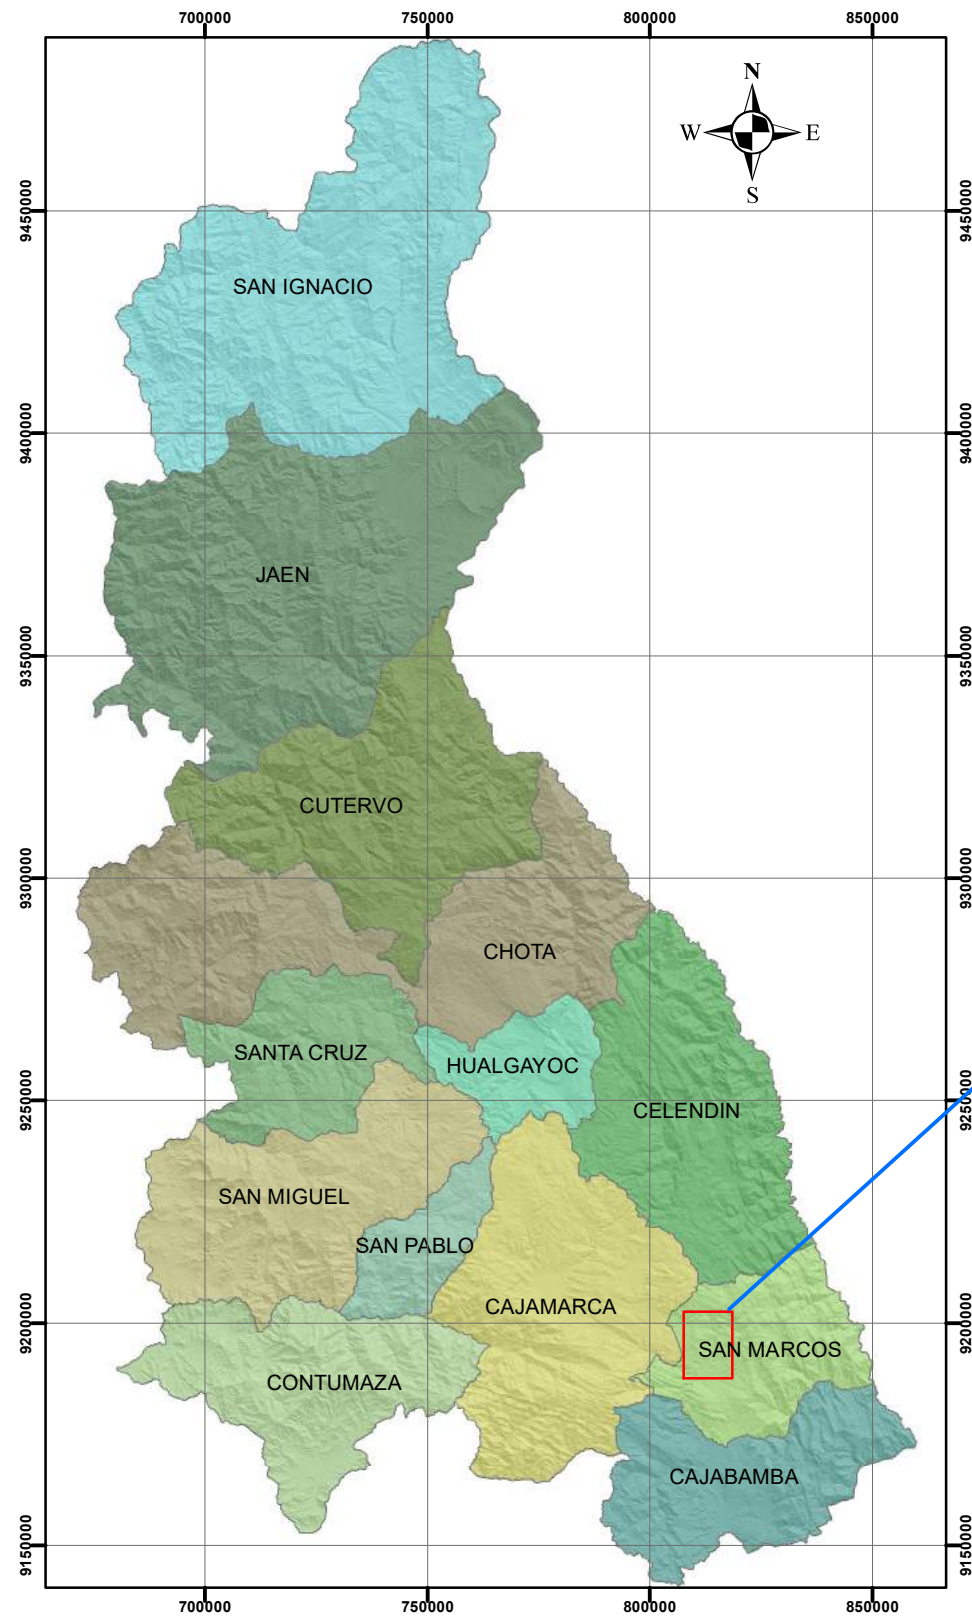 700000 750000 800000 850000
N
W E
S
9450000 9450000
SAN IGNACIO
9400000 9400000
JAEN
9350000 9350000
CUTERVO
9300000 9300000
CHOTA
SANTA CRUZ
HUALGAYOC
9250000 9250000
CELENDIN
SAN MIGUEL
SAN PABLO
CAJAMARCA
9200000 9200000
SAN MARCOS
CONTUMAZA
CAJABAMBA
9150000 9150000
700000 750000 800000 850000